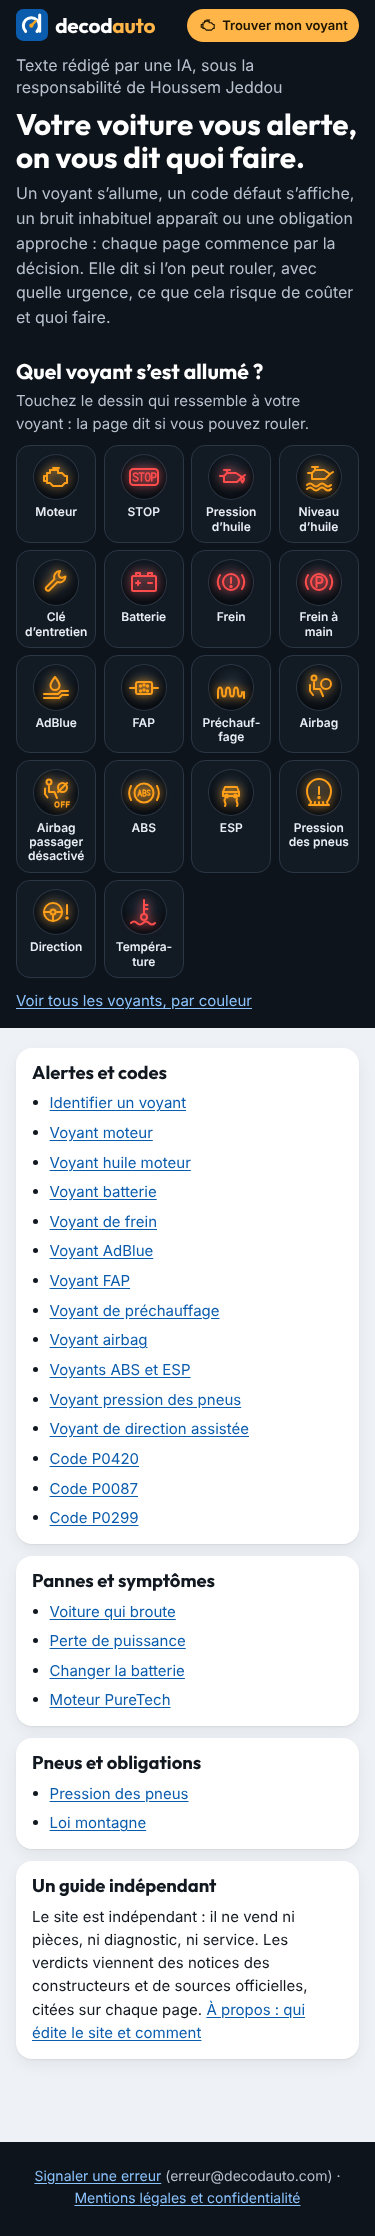 decodauto
Trouver mon voyant
Texte rédigé par une IA, sous la
responsabilité de Houssem Jeddou
Votre voiture vous alerte,
on vous dit quoi faire.
Un voyant s’allume, un code défaut s’affiche,
un bruit inhabituel apparaît ou une obligation
approche : chaque page commence par la
décision. Elle dit si l’on peut rouler, avec
quelle urgence, ce que cela risque de coûter
et quoi faire.
Quel voyant s’est allumé ?
Touchez le dessin qui ressemble à votre
voyant : la page dit si vous pouvez rouler.
Moteur
STOP
STOP
Pression
d’huile
Niveau
d’huile
Clé
d’entretien
Batterie
Frein
P
Frein à
main
AdBlue
FAP
Préchauf-
fage
Airbag
OFF
Airbag
passager
désactivé
ABS
ABS
ESP
Pression
des pneus
Direction
Tempéra-
ture
Voir tous les voyants, par couleur
Alertes et codes
Identifier un voyant
Voyant moteur
Voyant huile moteur
Voyant batterie
Voyant de frein
Voyant AdBlue
Voyant FAP
Voyant de préchauffage
Voyant airbag
Voyants ABS et ESP
Voyant pression des pneus
Voyant de direction assistée
Code P0420
Code P0087
Code P0299
Pannes et symptômes
Voiture qui broute
Perte de puissance
Changer la batterie
Moteur PureTech
Pneus et obligations
Pression des pneus
Loi montagne
Un guide indépendant
Le site est indépendant : il ne vend ni
pièces, ni diagnostic, ni service. Les
verdicts viennent des notices des
constructeurs et de sources officielles,
citées sur chaque page. À propos : qui
édite le site et comment
Signaler une erreur (erreur@decodauto.com) ·
Mentions légales et confidentialité